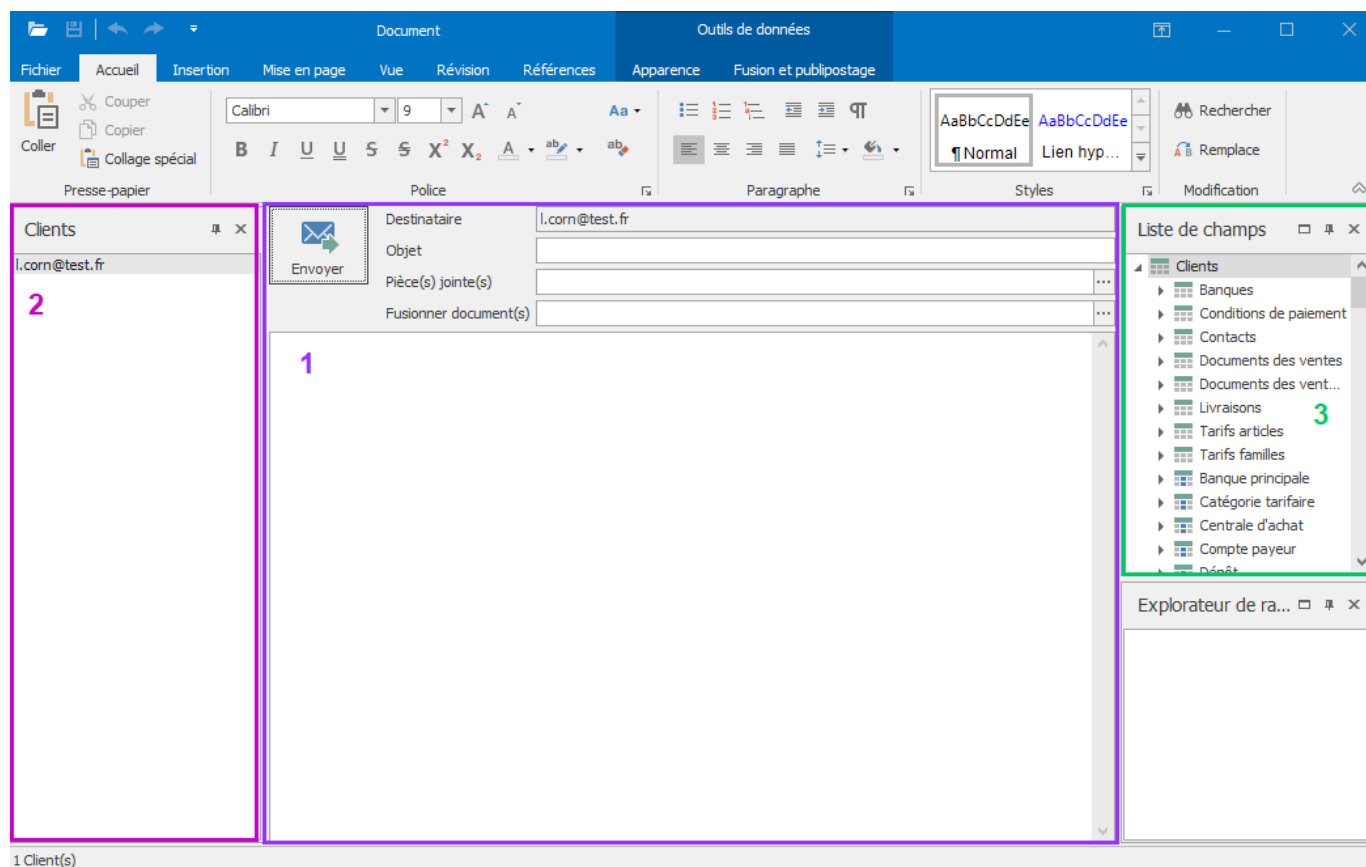 Document
Outils de données
Fichier Accueil Insertion Mise en page Vue Révision Références Apparence Fusion et publipostage
Coller
Couper
Copier
Collage spécial
Presse-papier
Calibri 9 A A Aa
B I U U S S X² X₂ A ab ab
Police
Paragraphe
AaBbCcDdEe AaBbCcDdEe
¶ Normal Lien hyp...
Styles
Rechercher
Remplace
Modification
Clients
l.corn@test.fr
2
Envoyer
Destinataire l.corn@test.fr
Objet
Pièce(s) jointe(s) ...
Fusionner document(s) ...
1
Liste de champs
Clients
Banques
Conditions de paiement
Contacts
Documents des ventes
Documents des vent...
Livraisons
3
Tarifs articles
Tarifs familles
Banque principale
Catégorie tarifaire
Centrale d'achat
Compte payeur
Dépôt
Explorateur de ra...
1 Client(s)